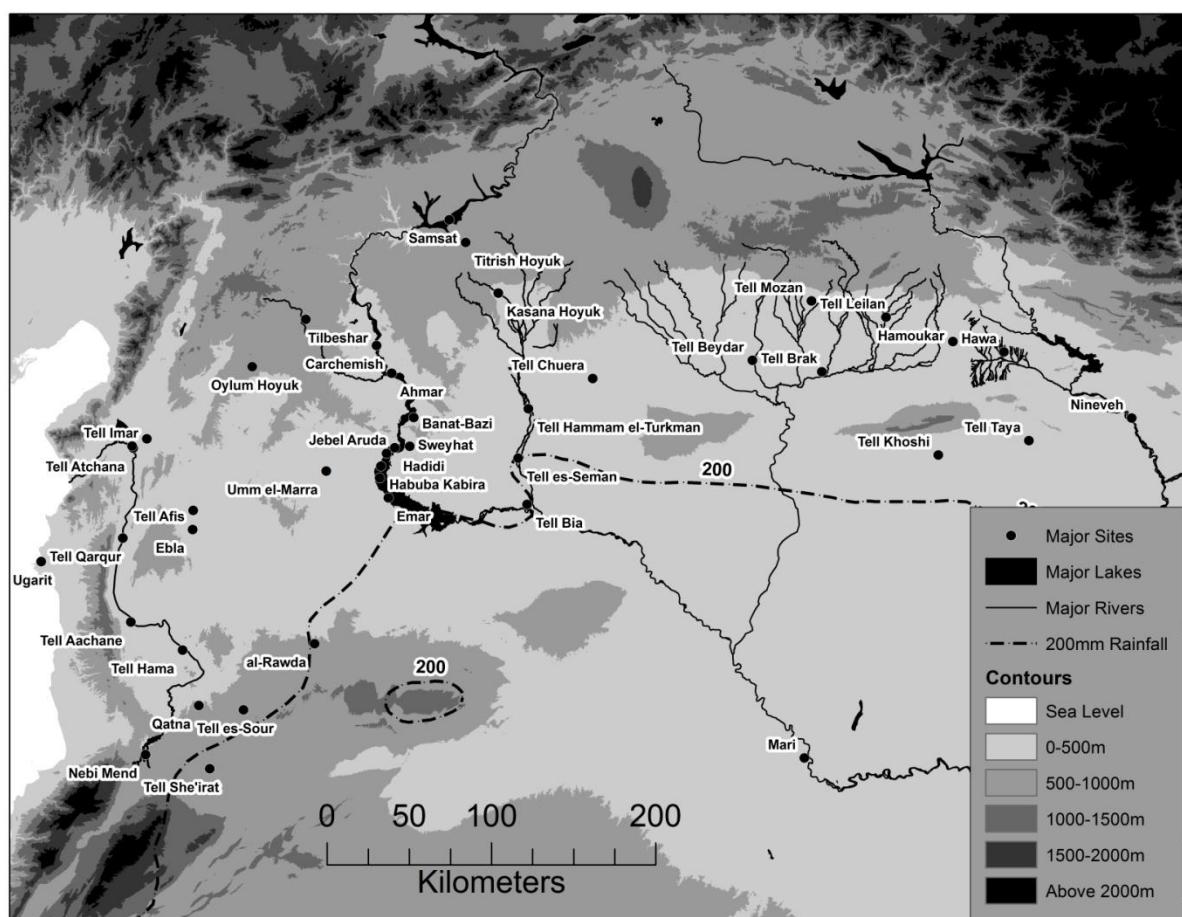 Samsat
Titrish Hoyuk
Kasana Hoyuk
Tell Mozan
Tell Leilan
Hamoukar
Hawa
Tilbeshar
Tell Beydar
Tell Brak
Carchemish
Tell Chuera
Oylum Hoyuk
Ahmar
Nineveh
Banat-Bazi
Tell Hammam el-Turkman
Tell Taya
Tell Imar
Jebel Aruda
Sweyhat
Tell Khoshi
Tell Atchana
Hadidi
Tell es-Seman
200
Umm el-Marra
Habuba Kabira
Emar
Tell Bia
Tell Afis
Ebla
Tell Qarqur
Ugarit
Tell Aachane
Tell Hama
al-Rawda
200
Qatna
Tell es-Sour
Mari
Nebi Mend
Tell She'irat
0 50 100 200
Kilometers
Major Sites
Major Lakes
Major Rivers
200mm Rainfall
Contours
Sea Level
0-500m
500-1000m
1000-1500m
1500-2000m
Above 2000m